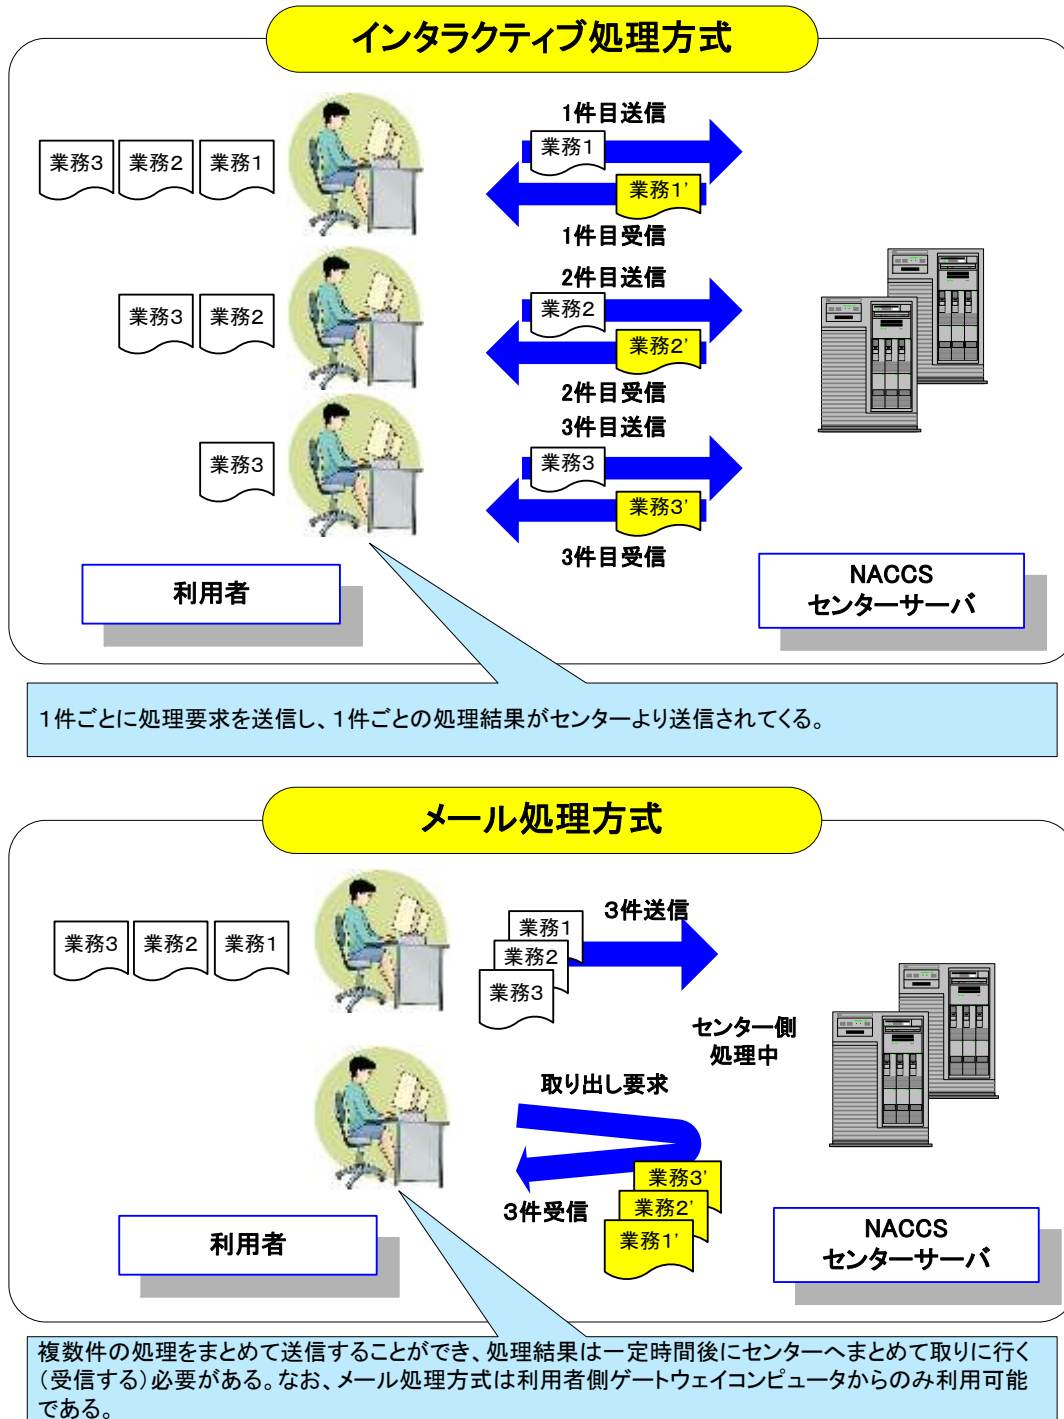 インタラクティブ処理方式
1件目送信
業務3 業務2 業務1
業務1
業務1'
1件目受信
2件目送信
業務3 業務2
業務2
業務2'
2件目受信
3件目送信
業務3
業務3
業務3'
3件目受信
利用者
NACCS
センターサーバ
1件ごとに処理要求を送信し、1件ごとの処理結果がセンターより送信されてくる。
メール処理方式
3件送信
業務3 業務2 業務1
業務1
業務2
業務3
センター側
処理中
取り出し要求
業務3'
業務2'
業務1'
3件受信
利用者
NACCS
センターサーバ
複数件の処理をまとめて送信することができ、処理結果は一定時間後にセンターへまとめて取りに行く
(受信する)必要がある。なお、メール処理方式は利用者側ゲートウェイコンピュータからのみ利用可能
である。